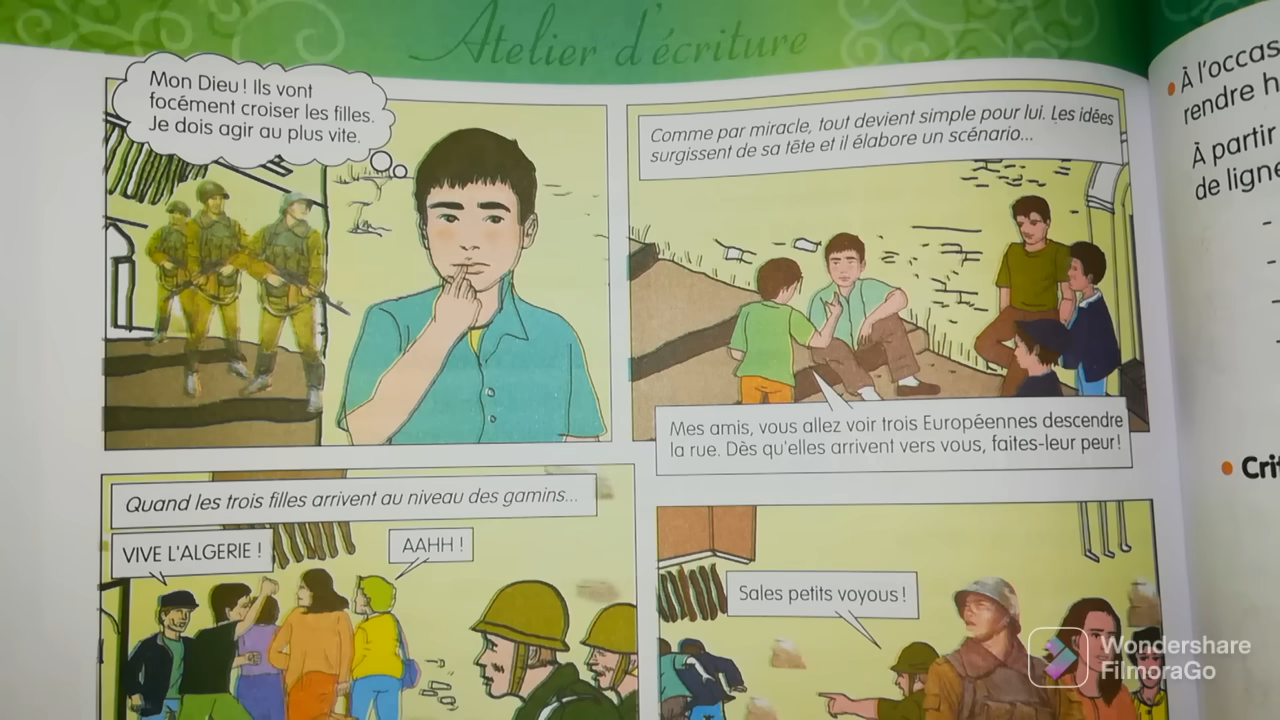 Atelier d'écriture
Mon Dieu ! Ils vont
focément croiser les filles.
Je dois agir au plus vite.
Comme par miracle, tout devient simple pour lui. Les idées
surgissent de sa tête et il élabore un scénario...
Mes amis, vous allez voir trois Européennes descendre
la rue. Dès qu'elles arrivent vers vous, faites-leur peur!
Quand les trois filles arrivent au niveau des gamins...
VIVE L'ALGERIE !
AAHH !
Sales petits voyous !
À l'occas
rendre h
À partir
de ligne
Crit
Wondershare
FilmoraGo